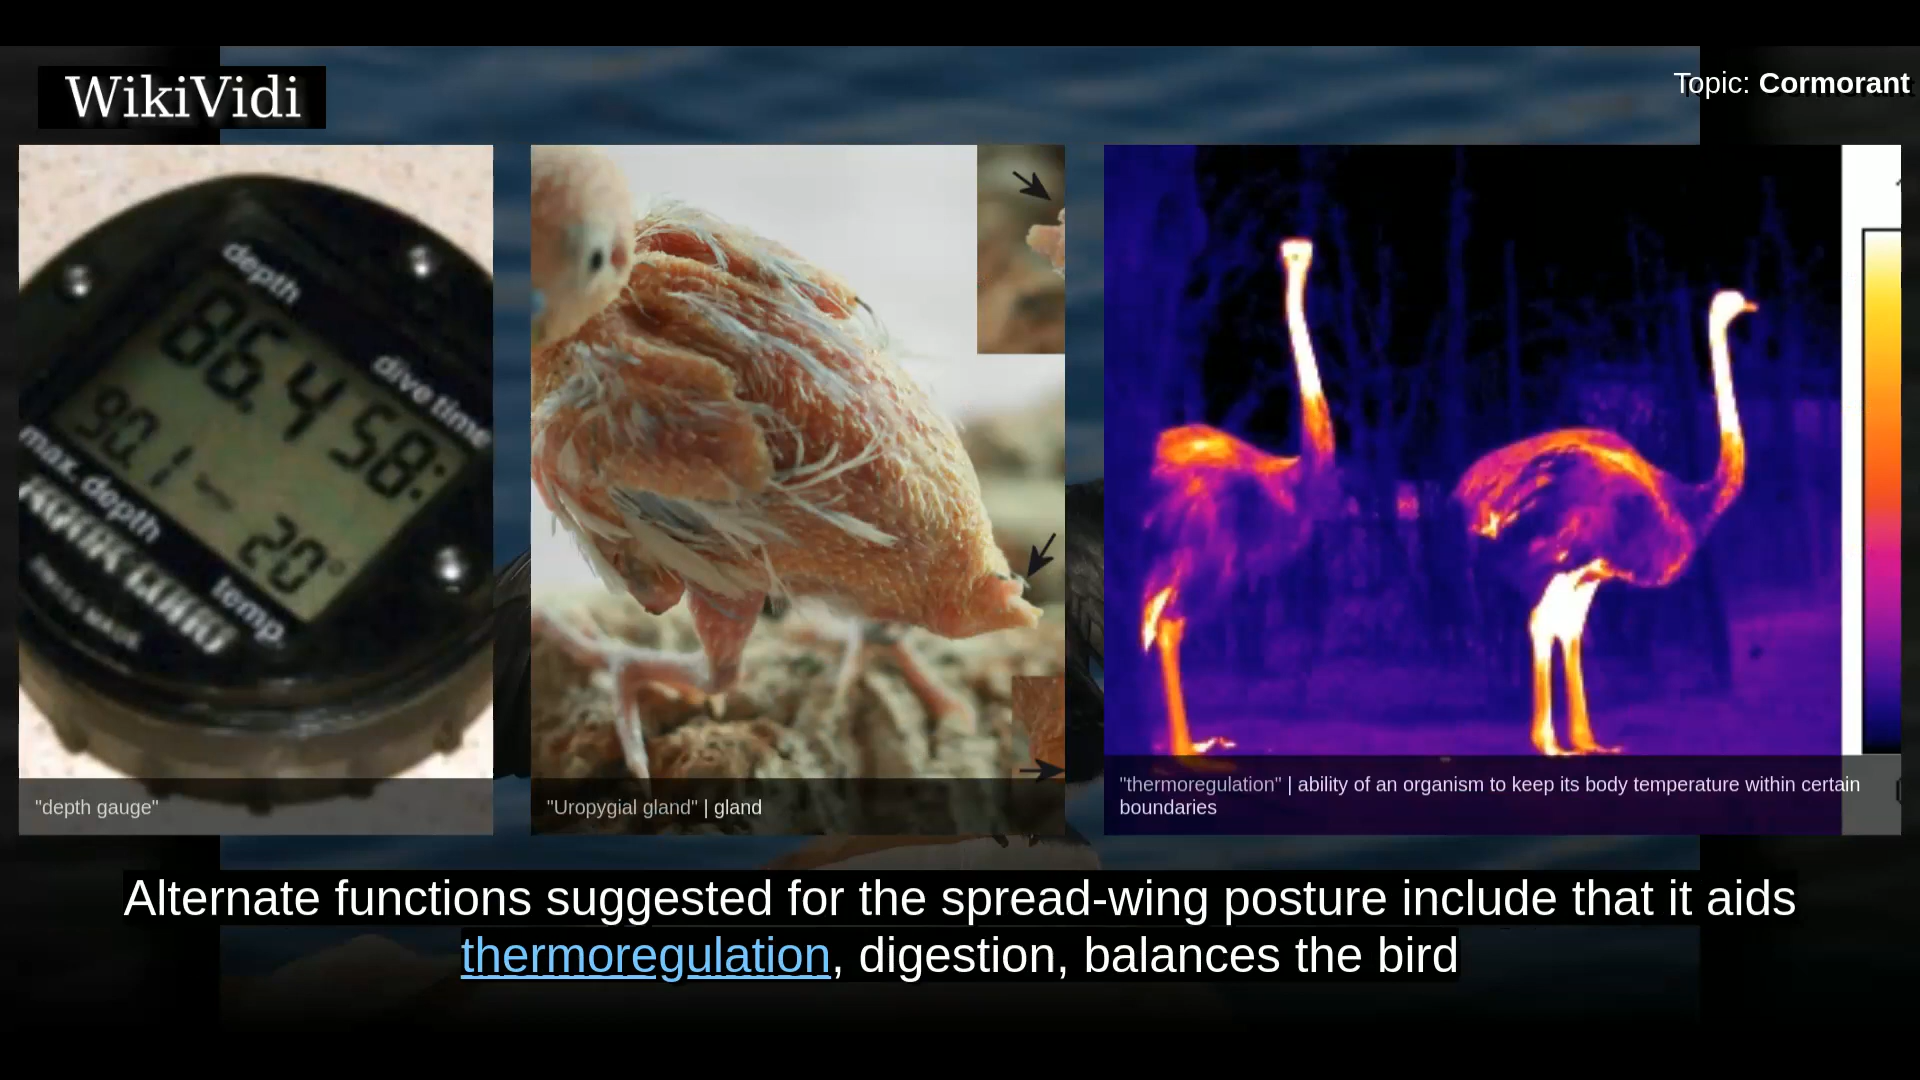 WikiVidi
Topic: Cormorant
depth
86.4 58:
dive time
90.1
max. depth
20°
temp.
SWISS MADE
"depth gauge"
"Uropygial gland" | gland
"thermoregulation" | ability of an organism to keep its body temperature within certain
boundaries
Alternate functions suggested for the spread-wing posture include that it aids
thermoregulation, digestion, balances the bird